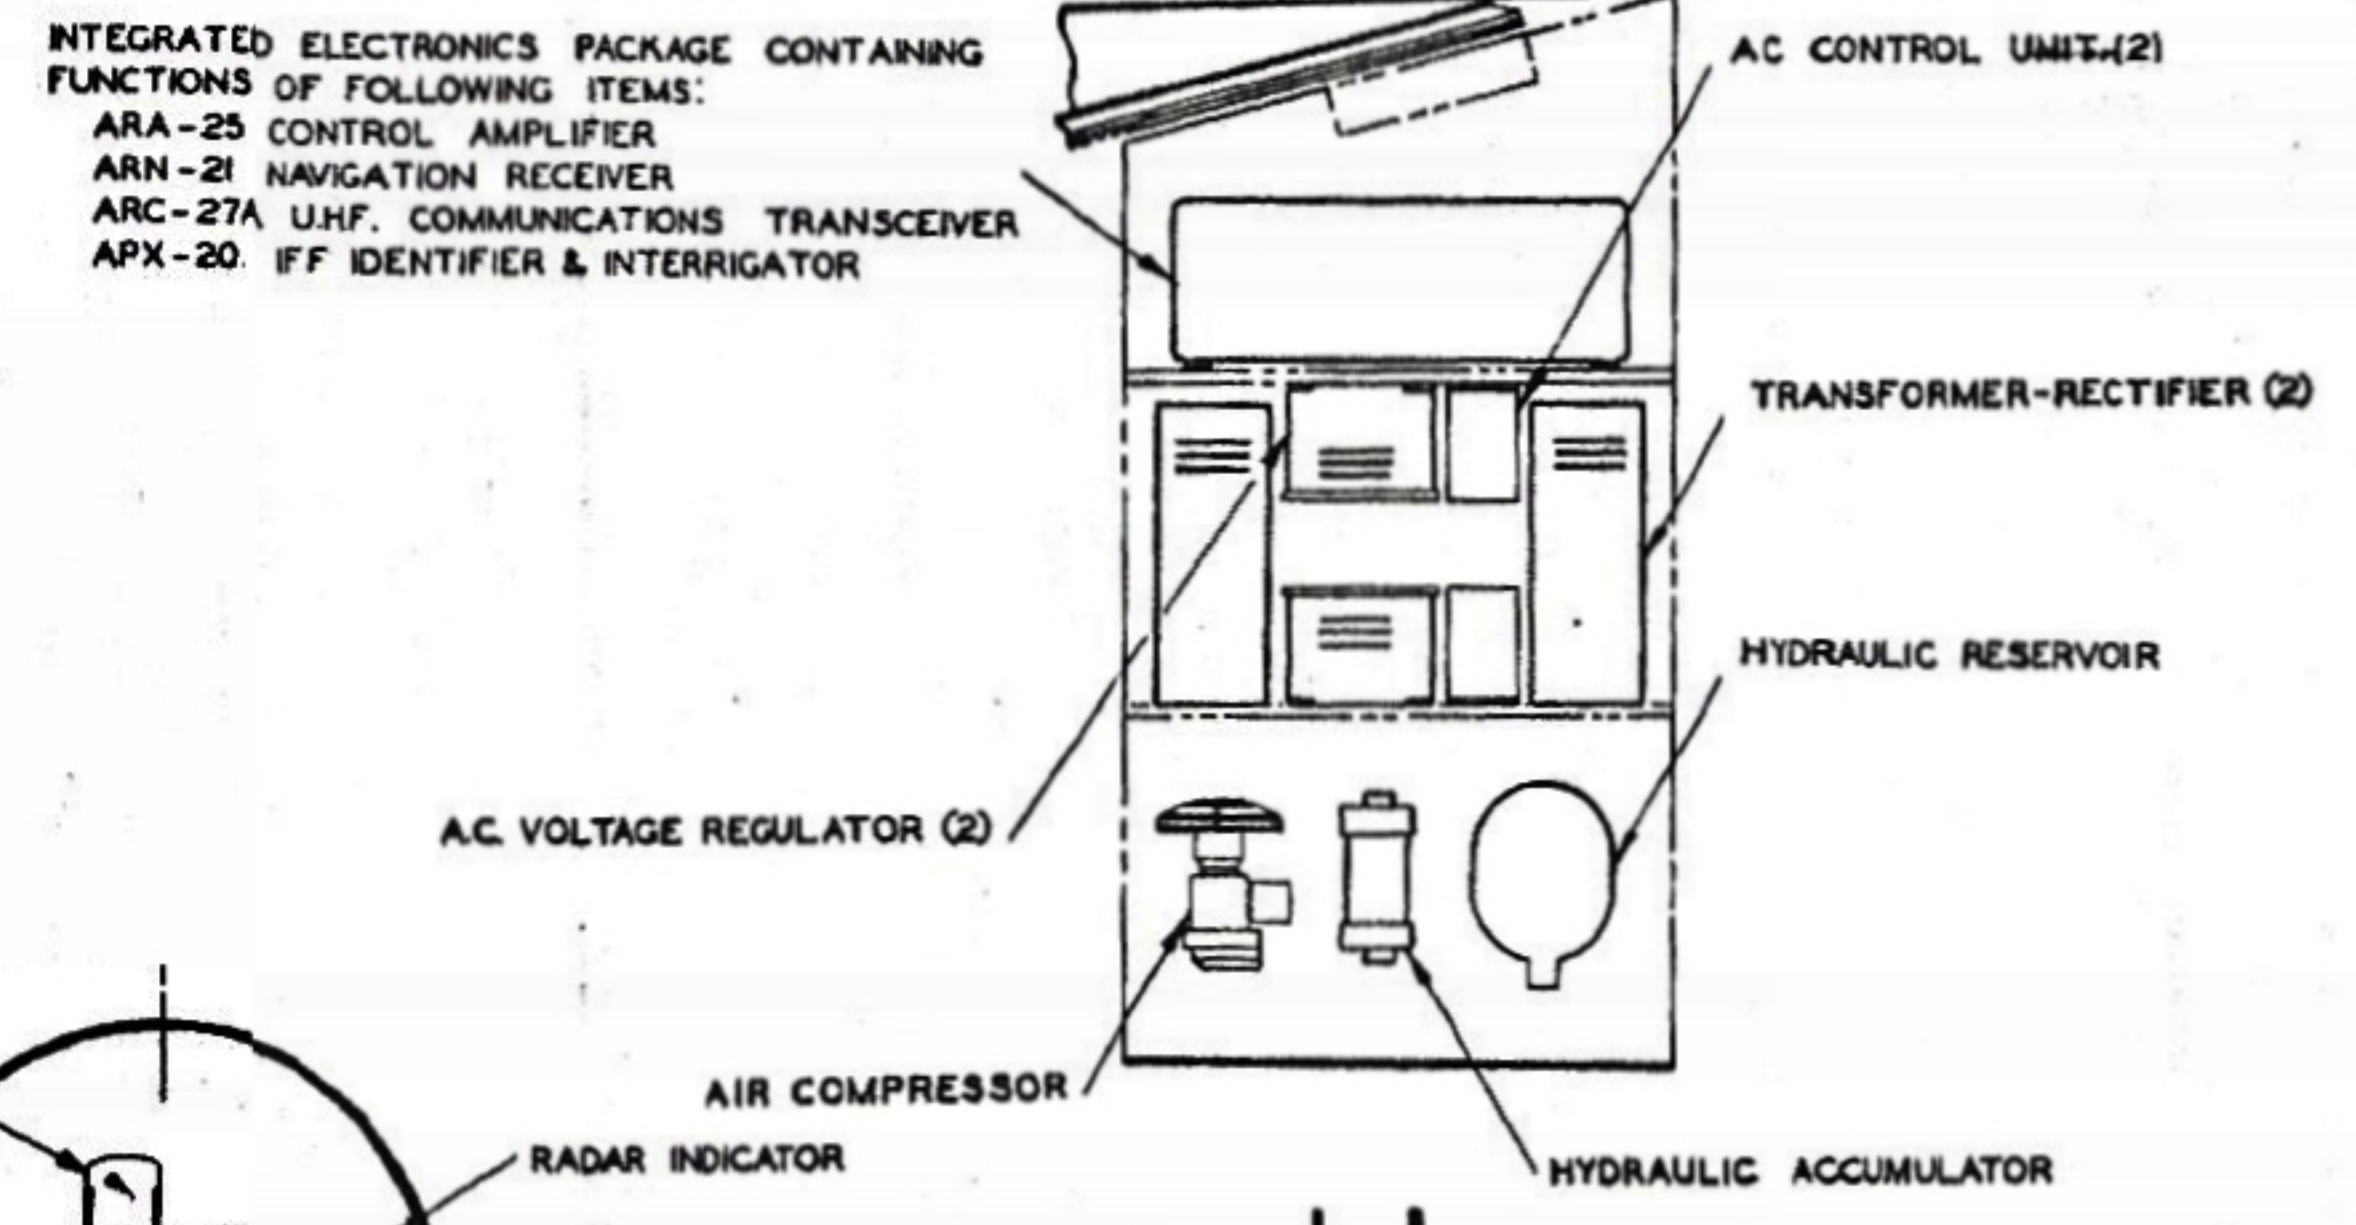 INTEGRATED ELECTRONICS PACKAGE CONTAINING
FUNCTIONS OF FOLLOWING ITEMS:
ARA-25 CONTROL AMPLIFIER
ARN-21 NAVIGATION RECEIVER
ARC-27A U.H.F. COMMUNICATIONS TRANSCEIVER
APX-20. IFF IDENTIFIER & INTERRIGATOR
AC CONTROL UNIT.(2)
TRANSFORMER-RECTIFIER (2)
HYDRAULIC RESERVOIR
A.C. VOLTAGE REGULATOR (2)
AIR COMPRESSOR
RADAR INDICATOR
HYDRAULIC ACCUMULATOR